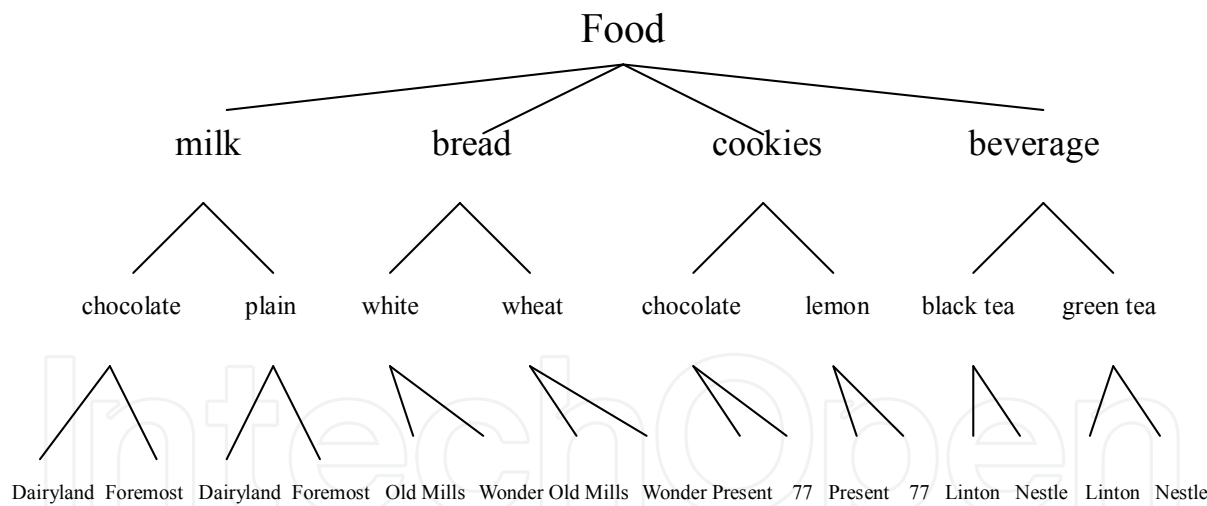 Food
milk bread cookies beverage
chocolate plain white wheat chocolate lemon black tea green tea
IntechOpen
Dairyland Foremost Dairyland Foremost Old Mills Wonder Old Mills Wonder Present 77 Present 77 Linton Nestle Linton Nestle